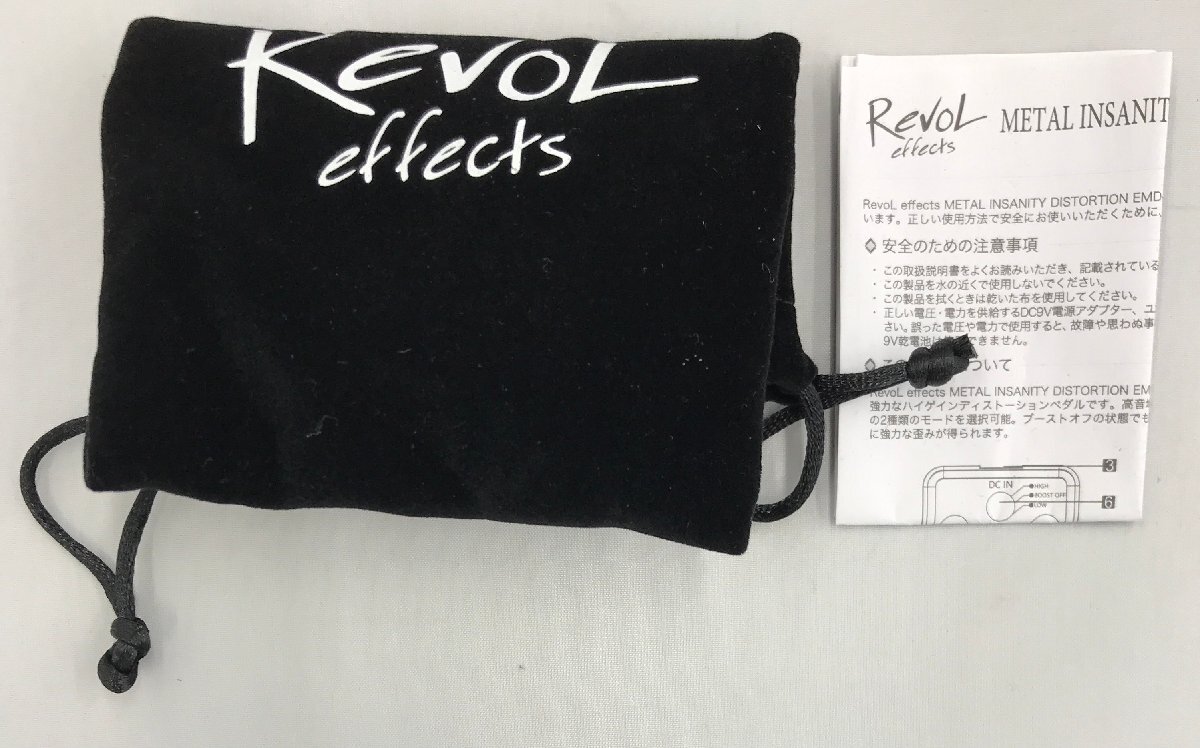 RevoL
effects
RevoL
effects
METAL INSANIT
RevoL effects METAL INSANITY DISTORTION EMD
います。正しい使用方法で安全にお使いいただくために、
安全のための注意事項
・この取扱説明書をよくお読みいただき、記載されている
・この製品を水の近くで使用しないでください。
・この製品を拭くときは乾いた布を使用してください。
・正しい電圧・電力を供給するDC9V電源アダプター、ユ
さい。誤った電圧や電力で使用すると、故障や思わぬ事
9V乾電池は できません。
こ ついて
RevoL effects METAL INSANITY DISTORTION EM
強力なハイゲインディストーションペダルです。高音
の2種類のモードを選択可能。ブーストオフの状態でも
に強力な歪みが得られます。
3
DC IN
HIGH
BOOST OFF
LOW
6